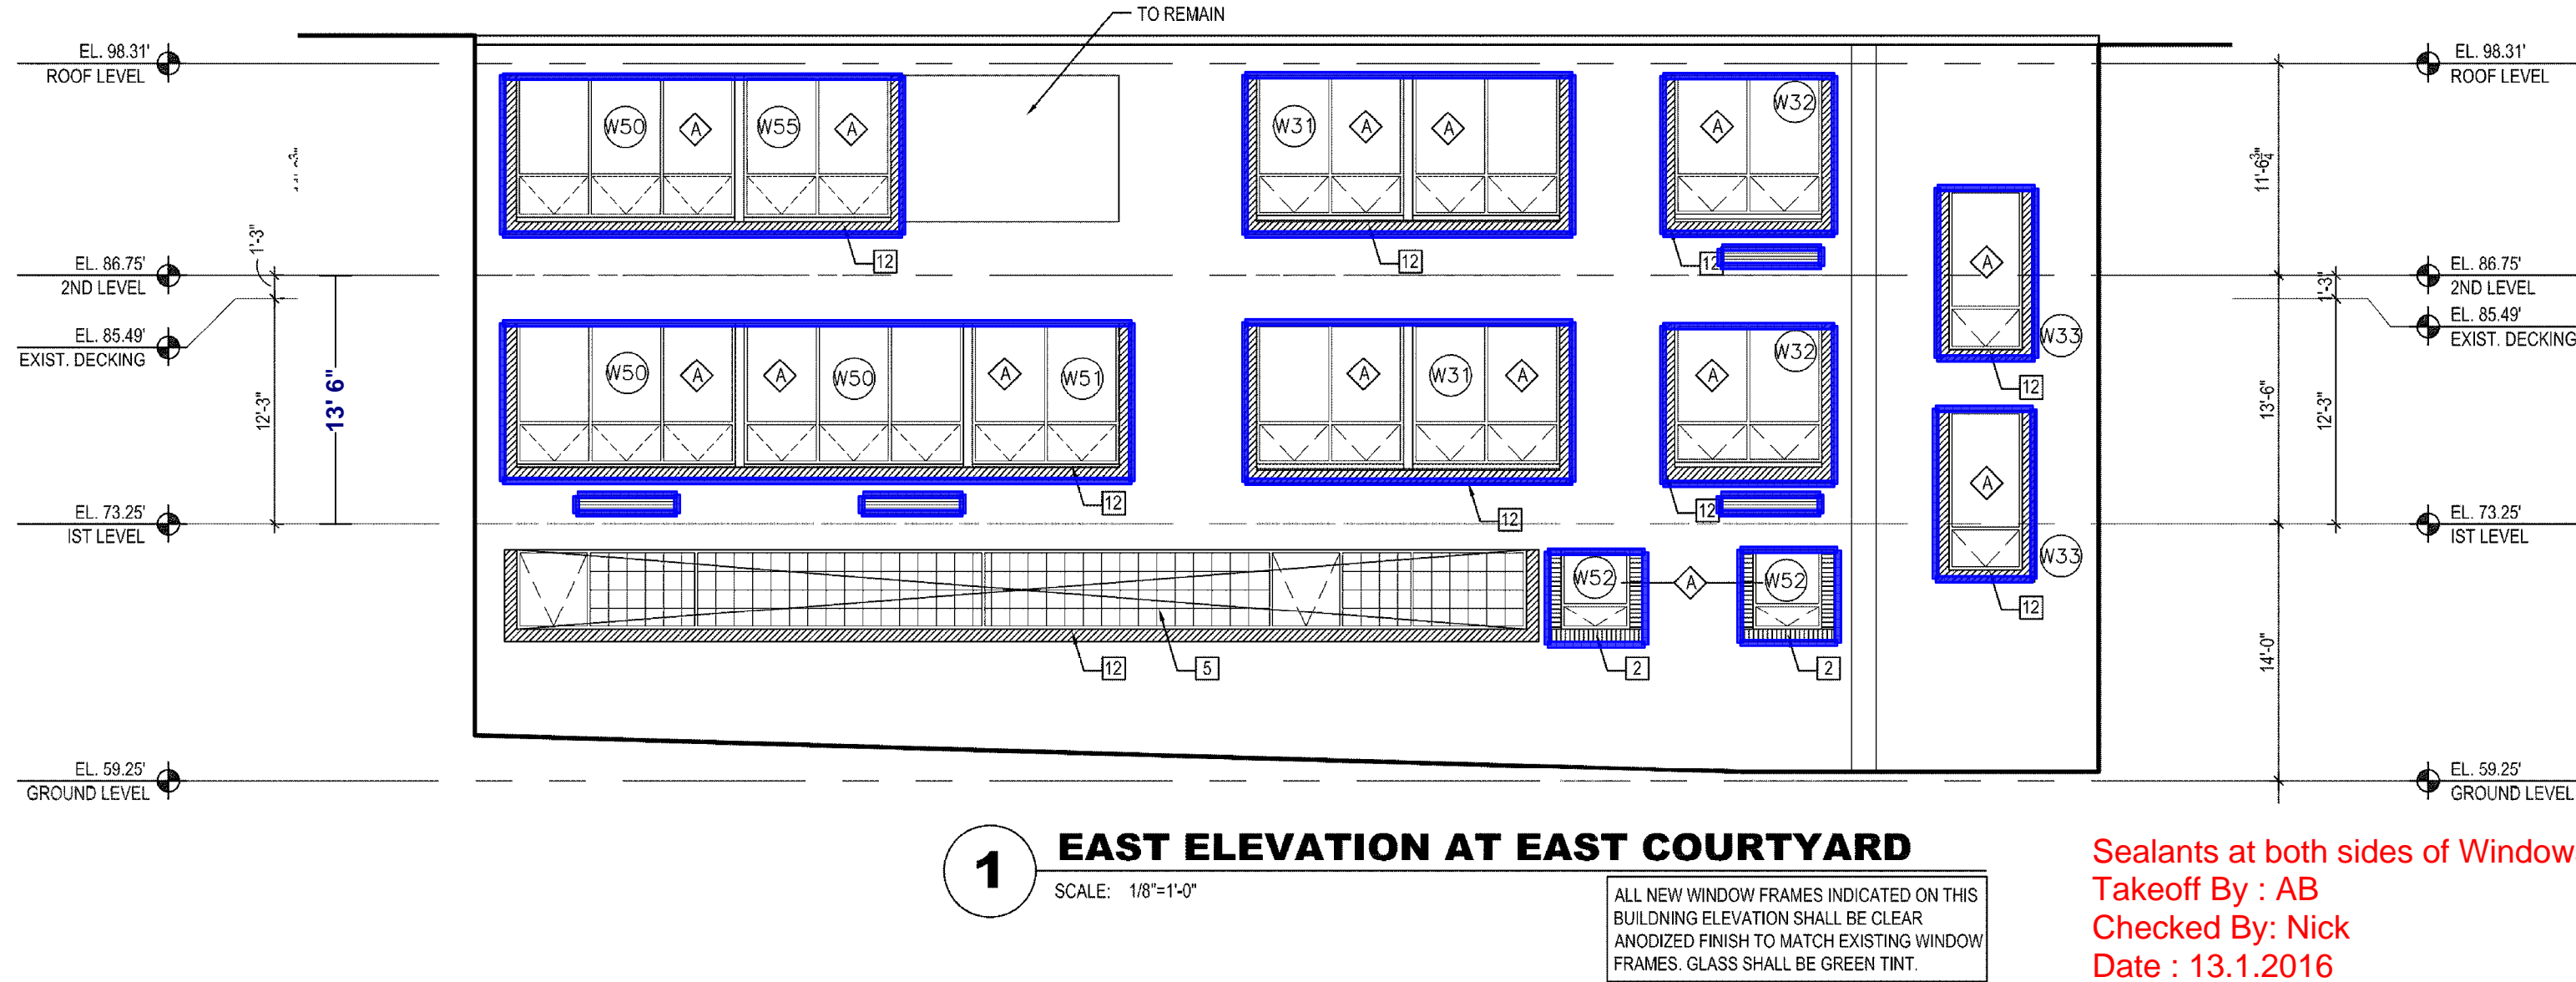 TO REMAIN
EL. 98.31'
ROOF LEVEL
EL. 98.31'
ROOF LEVEL
W50
A
W55
A
W31
A
A
A
W32
11'-6¾"
1'-3"
12
12
12
A
EL. 86.75'
2ND LEVEL
EL. 86.75'
2ND LEVEL
1'-3"
EL. 85.49'
EXIST. DECKING
EL. 85.49'
EXIST. DECKING
W33
W50
A
A
W50
A
W51
A
W31
A
A
W32
12
12'-3"
13' 6"
13'-6"
12'-3"
12
12
12
A
EL. 73.25'
IST LEVEL
EL. 73.25'
IST LEVEL
W33
W52
A
W52
12
12
5
2
2
14'-0"
EL. 59.25'
GROUND LEVEL
EL. 59.25'
GROUND LEVEL
1
EAST ELEVATION AT EAST COURTYARD
SCALE: 1/8"=1'-0"
ALL NEW WINDOW FRAMES INDICATED ON THIS
BUILDNING ELEVATION SHALL BE CLEAR
ANODIZED FINISH TO MATCH EXISTING WINDOW
FRAMES. GLASS SHALL BE GREEN TINT.
Sealants at both sides of Window
Takeoff By : AB
Checked By: Nick
Date : 13.1.2016